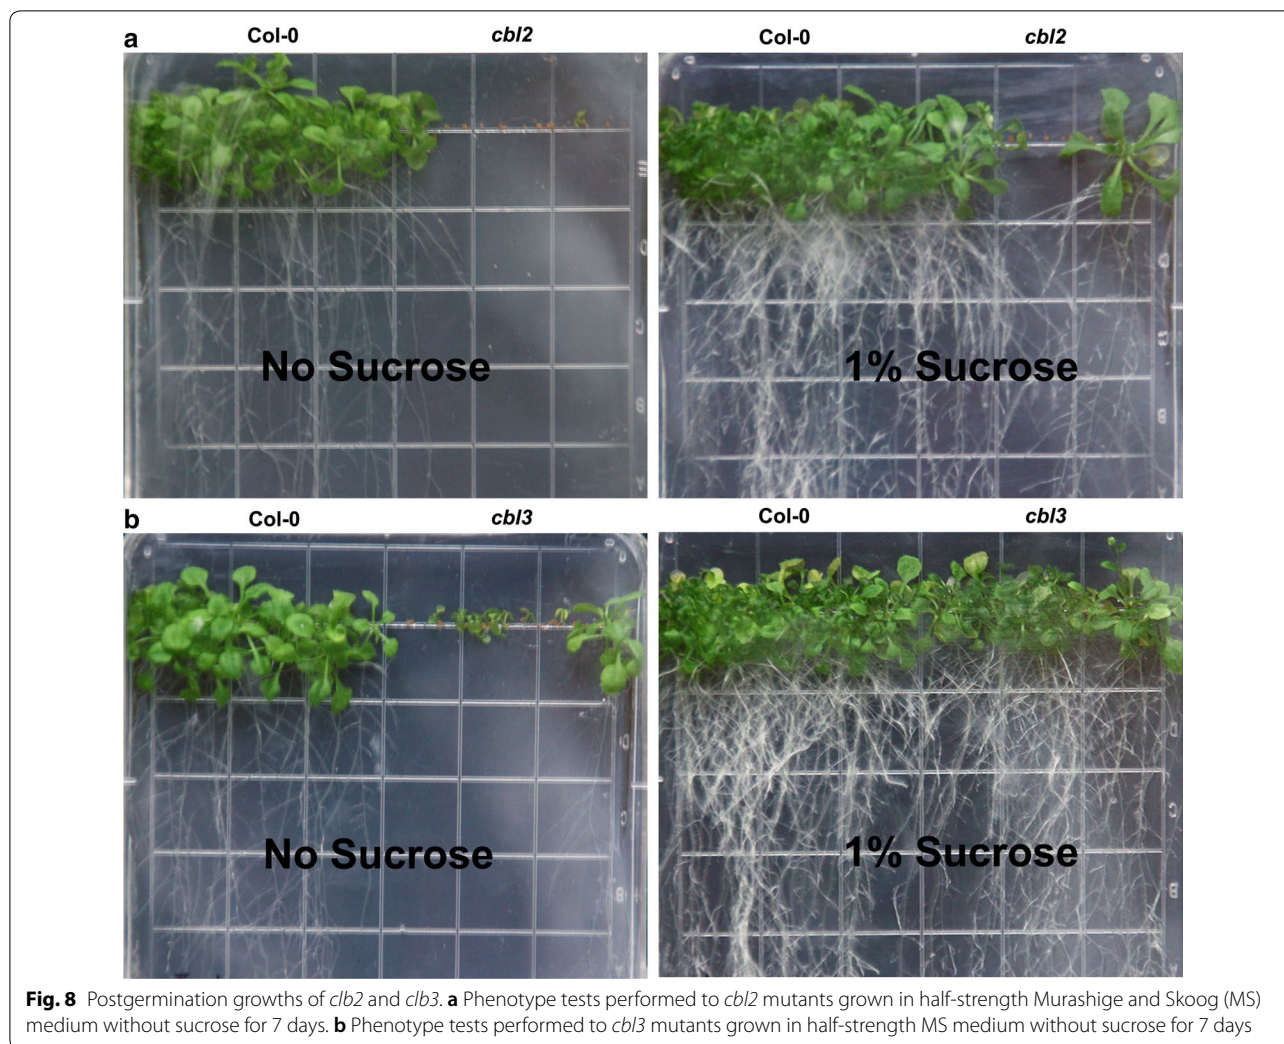 a
Col-0 cbl2 Col-0 cbl2
No Sucrose 1% Sucrose
b
Col-0 cbl3 Col-0 cbl3
No Sucrose 1% Sucrose
Fig. 8 Postgermination growths of clb2 and clb3. a Phenotype tests performed to cbl2 mutants grown in half-strength Murashige and Skoog (MS)
medium without sucrose for 7 days. b Phenotype tests performed to cbl3 mutants grown in half-strength MS medium without sucrose for 7 days